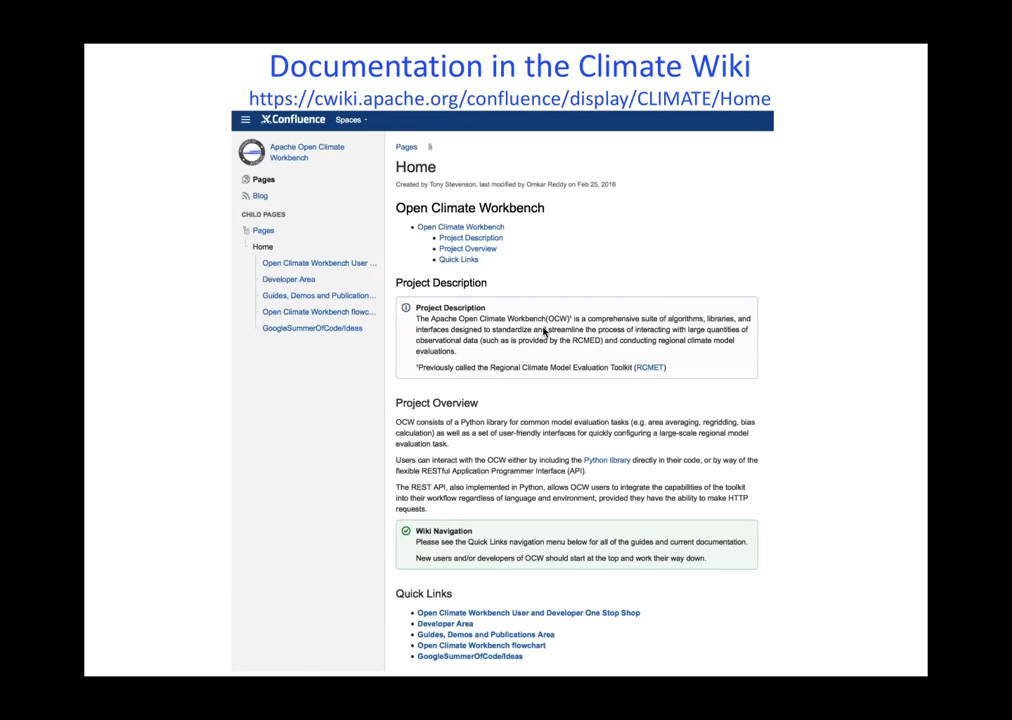 Documentation in the Climate Wiki
https://cwiki.apache.org/confluence/display/CLIMATE/Home
Confluence Spaces
Apache Open Climate
Workbench
Pages
Blog
CHILD PAGES
Pages
Home
Open Climate Workbench User ...
Developer Area
Guides, Demos and Publication...
Open Climate Workbench flowc...
GoogleSummerOfCode/Ideas
Pages
Home
Created by Tony Stevenson, last modified by Omkar Reddy on Feb 25, 2016
Open Climate Workbench
• Open Climate Workbench
• Project Description
• Project Overview
• Quick Links
Project Description
Project Description
The Apache Open Climate Workbench(OCW)¹ is a comprehensive suite of algorithms, libraries, and
interfaces designed to standardize and streamline the process of interacting with large quantities of
observational data (such as is provided by the RCMED) and conducting regional climate model
evaluations.
¹Previously called the Regional Climate Model Evaluation Toolkit (RCMET)
Project Overview
OCW consists of a Python library for common model evaluation tasks (e.g. area averaging, regridding, bias
calculation) as well as a set of user-friendly interfaces for quickly configuring a large-scale regional model
evaluation task.
Users can interact with the OCW either by including the Python library directly in their code, or by way of the
flexible RESTful Application Programmer Interface (API).
The REST API, also implemented in Python, allows OCW users to integrate the capabilities of the toolkit
into their workflow regardless of language and environment, provided they have the ability to make HTTP
requests.
Wiki Navigation
Please see the Quick Links navigation menu below for all of the guides and current documentation.
New users and/or developers of OCW should start at the top and work their way down.
Quick Links
• Open Climate Workbench User and Developer One Stop Shop
• Developer Area
• Guides, Demos and Publications Area
• Open Climate Workbench flowchart
• GoogleSummerOfCode/Ideas